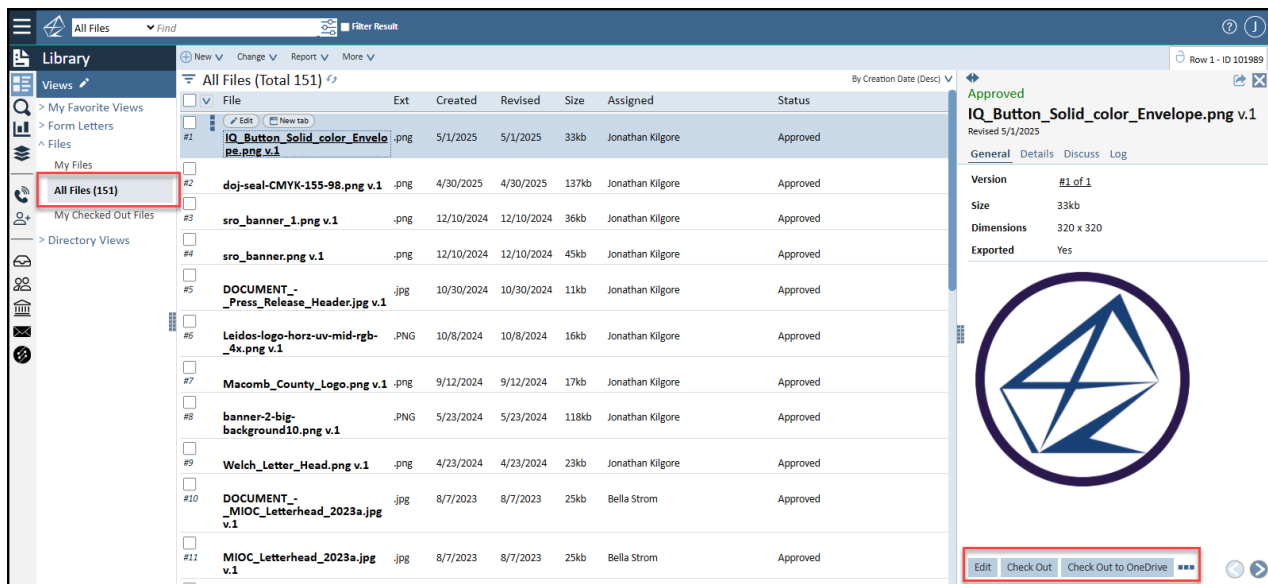 All Files
Find
Filter Result
?
J
Library
New
Change
Report
More
Row 1 - ID 101989
Views
All Files (Total 151)
By Creation Date (Desc)
> My Favorite Views
> Form Letters
^ Files
My Files
All Files (151)
My Checked Out Files
> Directory Views
File Ext Created Revised Size Assigned Status
Edit New tab
#1 IQ_Button_Solid_color_Envelo .png 5/1/2025 5/1/2025 33kb Jonathan Kilgore Approved
pe.png v.1
#2 doj-seal-CMYK-155-98.png v.1 .png 4/30/2025 4/30/2025 137kb Jonathan Kilgore Approved
#3 sro_banner_1.png v.1 .png 12/10/2024 12/10/2024 36kb Jonathan Kilgore Approved
#4 sro_banner.png v.1 .png 12/10/2024 12/10/2024 45kb Jonathan Kilgore Approved
#5 DOCUMENT_- .jpg 10/30/2024 10/30/2024 11kb Jonathan Kilgore Approved
_Press_Release_Header.jpg v.1
#6 Leidos-logo-horz-uv-mid-rgb- .PNG 10/8/2024 10/8/2024 16kb Jonathan Kilgore Approved
_4x.png v.1
#7 Macomb_County_Logo.png v.1 .png 9/12/2024 9/12/2024 17kb Jonathan Kilgore Approved
#8 banner-2-big- .PNG 5/23/2024 5/23/2024 118kb Jonathan Kilgore Approved
background10.png v.1
#9 Welch_Letter_Head.png v.1 .png 4/23/2024 4/23/2024 23kb Jonathan Kilgore Approved
#10 DOCUMENT_- .jpg 8/7/2023 8/7/2023 25kb Bella Strom Approved
_MIOC_Letterhead_2023a.jpg
v.1
#11 MIOC_Letterhead_2023a.jpg .jpg 8/7/2023 8/7/2023 25kb Bella Strom Approved
v.1
Approved
IQ_Button_Solid_color_Envelope.png v.1
Revised 5/1/2025
General Details Discuss Log
Version #1 of 1
Size 33kb
Dimensions 320 x 320
Exported Yes
Edit Check Out Check Out to OneDrive